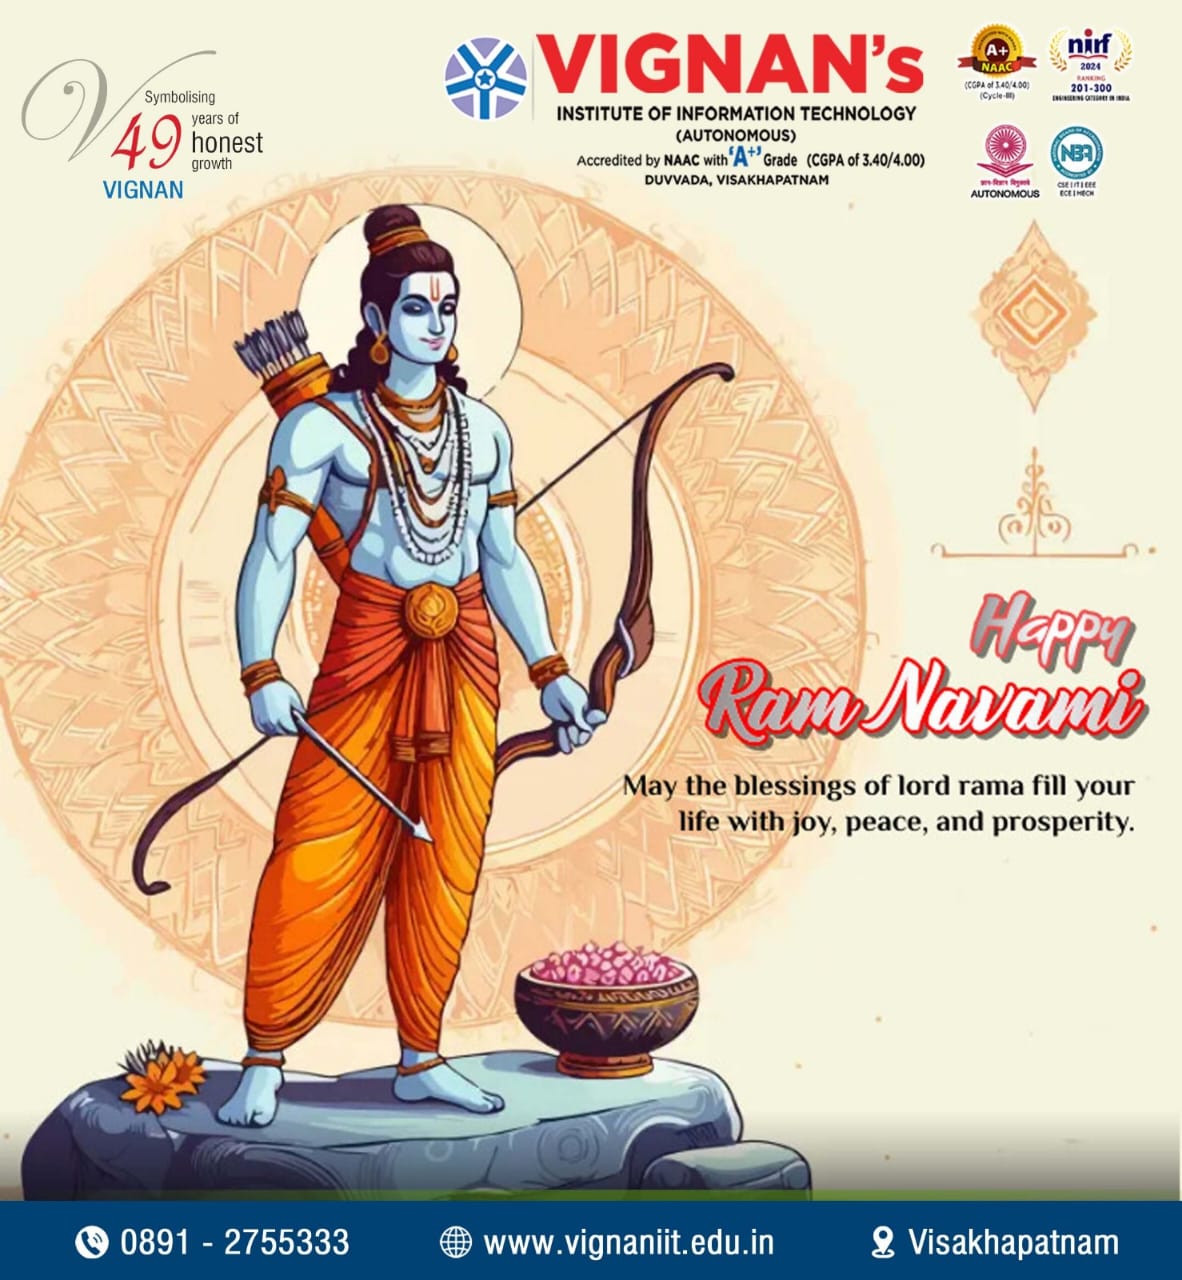 Symbolising
49 years of
honest
growth
VIGNAN
VIGNAN's
INSTITUTE OF INFORMATION TECHNOLOGY
(AUTONOMOUS)
Accredited by NAAC with 'A+' Grade (CGPA of 3.40/4.00)
DUVVADA, VISAKHAPATNAM
A+
NAAC
(CGPA of 3.40/4.00)
(Cycle-III)
nirf
2024
RANKING
201-300
ENGINEERING CATEGORY IN INDIA
ज्ञान-विज्ञान विमुक्तये
AUTONOMOUS
NBA
CSE | IT | EEE
ECE | MECH
Happy
Ram Navami
May the blessings of lord rama fill your
life with joy, peace, and prosperity.
0891 - 2755333
www.vignaniit.edu.in
Visakhapatnam